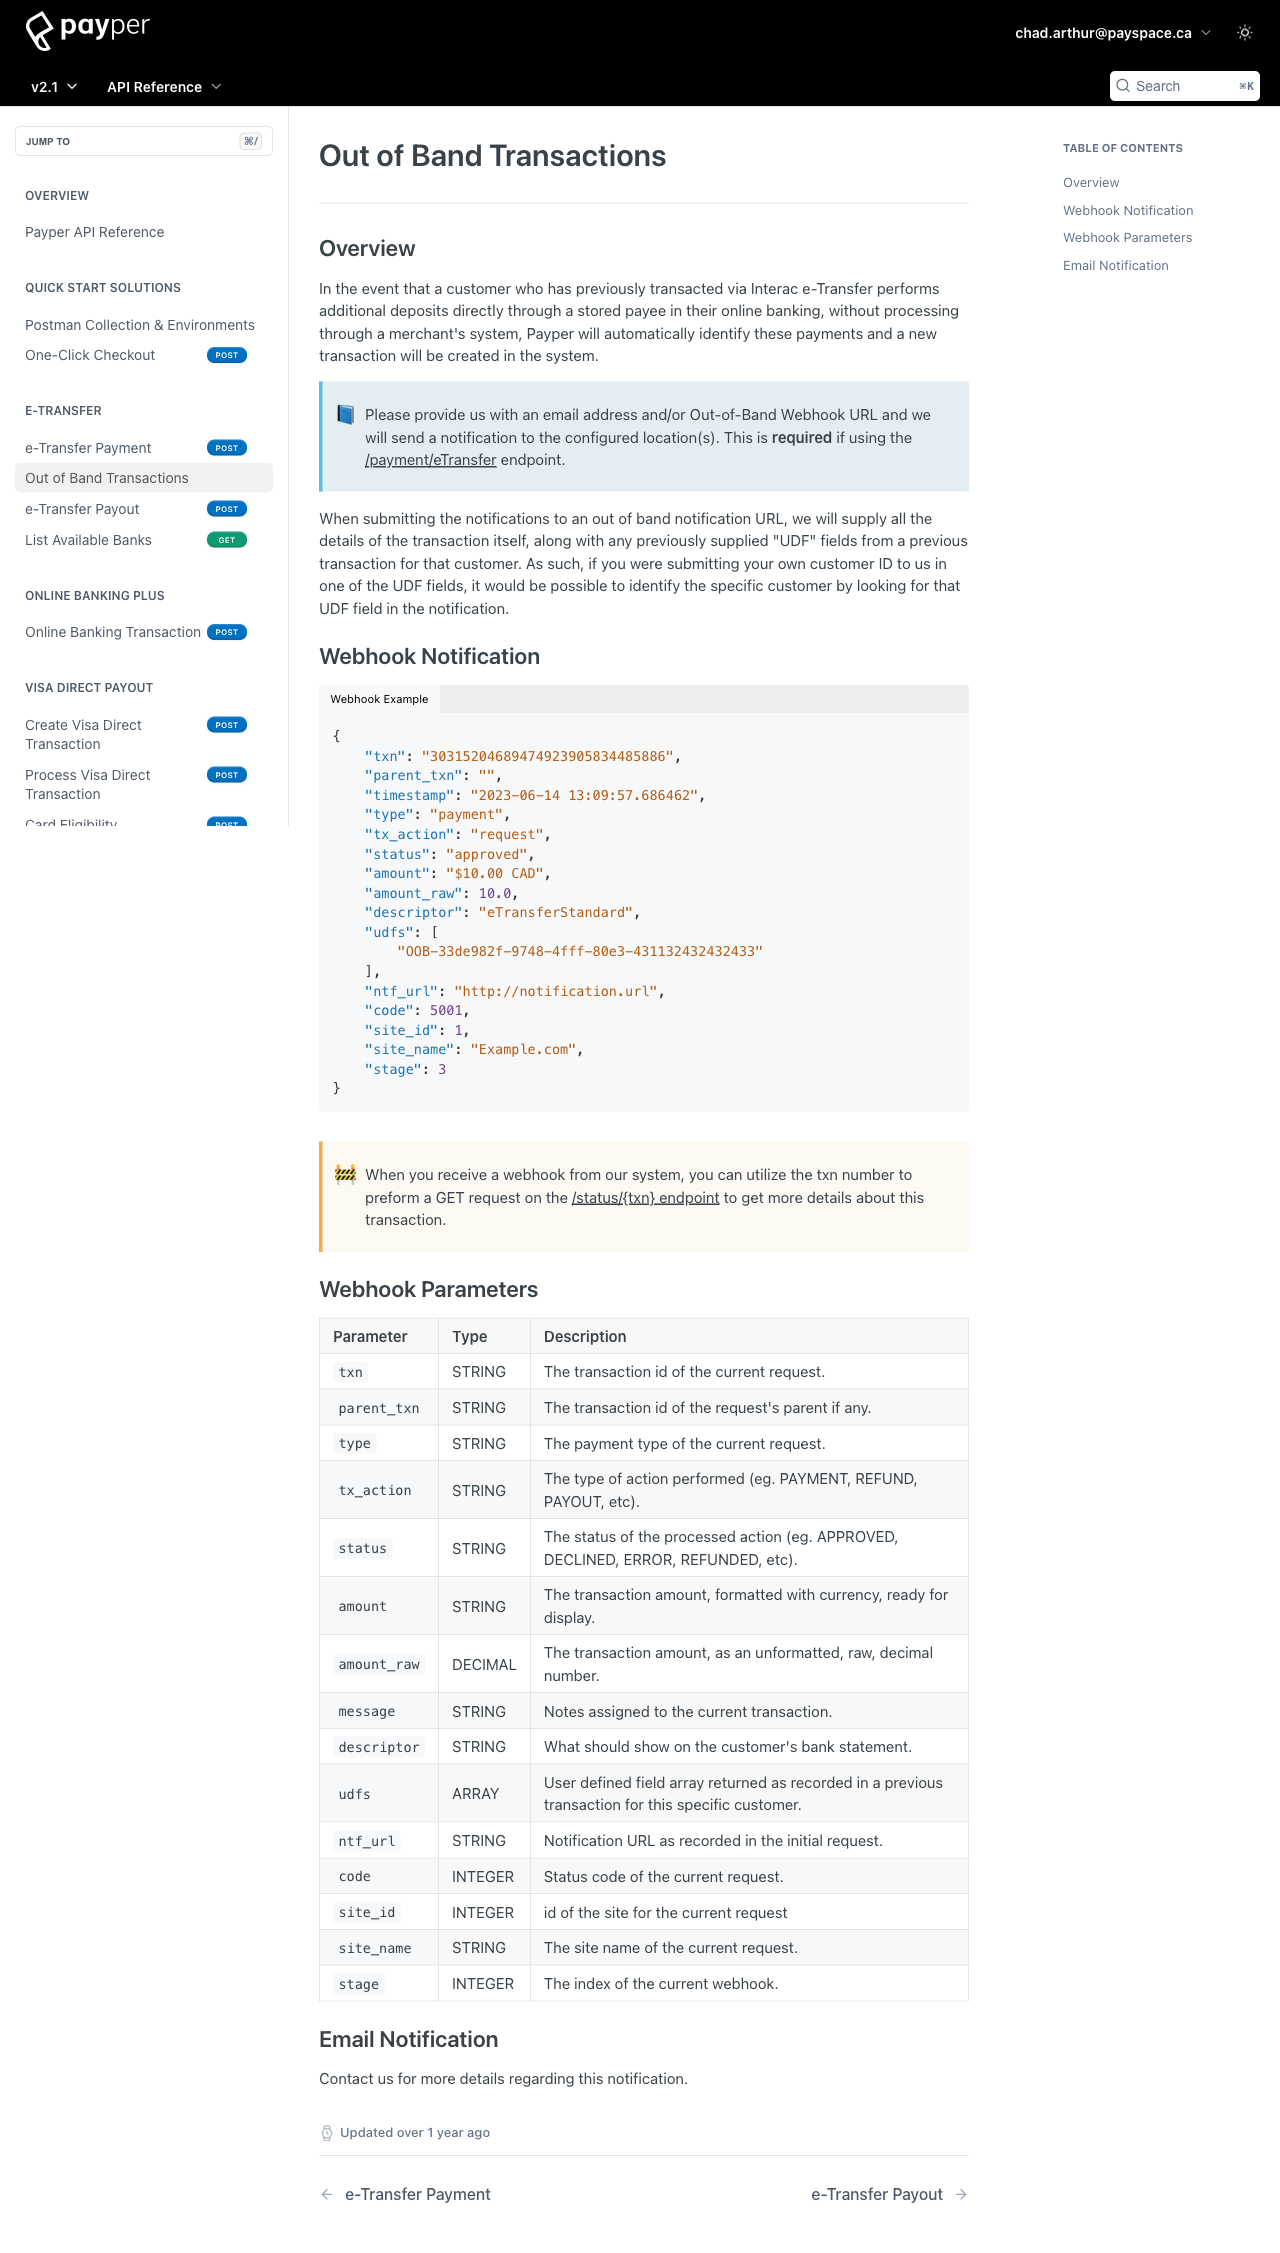 payper
chad.arthur@payspace.ca
v2.1
API Reference
Search
⌘K
JUMP TO
⌘/
OVERVIEW
Payper API Reference
QUICK START SOLUTIONS
Postman Collection & Environments
One-Click Checkout POST
E-TRANSFER
e-Transfer Payment POST
Out of Band Transactions
e-Transfer Payout POST
List Available Banks GET
ONLINE BANKING PLUS
Online Banking Transaction POST
VISA DIRECT PAYOUT
Create Visa Direct POST
Transaction
Process Visa Direct POST
Transaction
Card Eligibility POST
Out of Band Transactions
Overview
In the event that a customer who has previously transacted via Interac e-Transfer performs
additional deposits directly through a stored payee in their online banking, without processing
through a merchant's system, Payper will automatically identify these payments and a new
transaction will be created in the system.
Please provide us with an email address and/or Out-of-Band Webhook URL and we
will send a notification to the configured location(s). This is required if using the
/payment/eTransfer endpoint.
When submitting the notifications to an out of band notification URL, we will supply all the
details of the transaction itself, along with any previously supplied "UDF" fields from a previous
transaction for that customer. As such, if you were submitting your own customer ID to us in
one of the UDF fields, it would be possible to identify the specific customer by looking for that
UDF field in the notification.
Webhook Notification
Webhook Example
{
"txn": "30315204689474923905834485886",
"parent_txn": "",
"timestamp": "2023-06-14 13:09:57.686462",
"type": "payment",
"tx_action": "request",
"status": "approved",
"amount": "$10.00 CAD",
"amount_raw": 10.0,
"descriptor": "eTransferStandard",
"udfs": [
"OOB-33de982f-9748-4fff-80e3-431132432432433"
],
"ntf_url": "http://notification.url",
"code": 5001,
"site_id": 1,
"site_name": "Example.com",
"stage": 3
}
When you receive a webhook from our system, you can utilize the txn number to
preform a GET request on the /status/{txn} endpoint to get more details about this
transaction.
Webhook Parameters
Parameter Type Description
txn STRING The transaction id of the current request.
parent_txn STRING The transaction id of the request's parent if any.
type STRING The payment type of the current request.
tx_action STRING The type of action performed (eg. PAYMENT, REFUND,
PAYOUT, etc).
status STRING The status of the processed action (eg. APPROVED,
DECLINED, ERROR, REFUNDED, etc).
amount STRING The transaction amount, formatted with currency, ready for
display.
amount_raw DECIMAL The transaction amount, as an unformatted, raw, decimal
number.
message STRING Notes assigned to the current transaction.
descriptor STRING What should show on the customer's bank statement.
udfs ARRAY User defined field array returned as recorded in a previous
transaction for this specific customer.
ntf_url STRING Notification URL as recorded in the initial request.
code INTEGER Status code of the current request.
site_id INTEGER id of the site for the current request
site_name STRING The site name of the current request.
stage INTEGER The index of the current webhook.
Email Notification
Contact us for more details regarding this notification.
Updated over 1 year ago
← e-Transfer Payment
e-Transfer Payout →
TABLE OF CONTENTS
Overview
Webhook Notification
Webhook Parameters
Email Notification